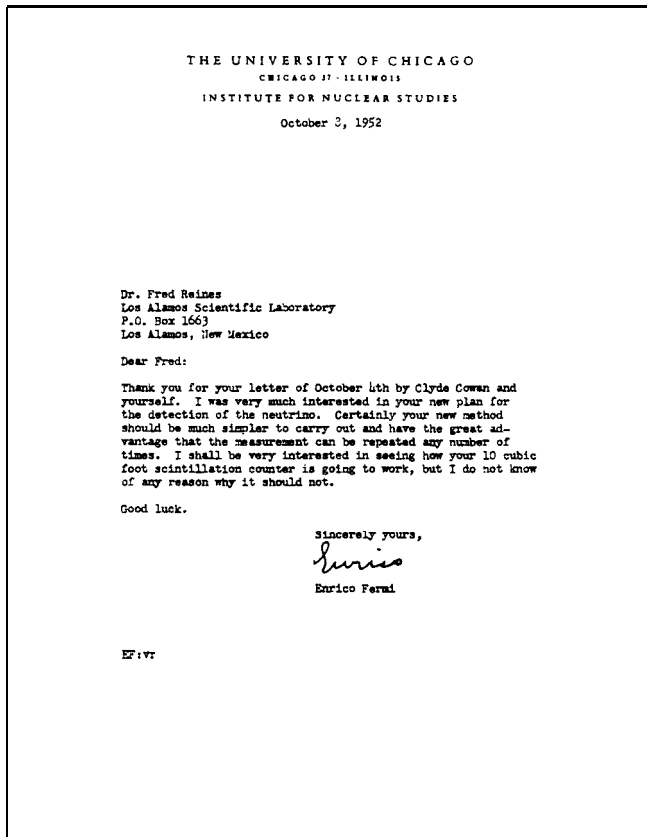 THE UNIVERSITY OF CHICAGO
CHICAGO 37 · ILLINOIS
INSTITUTE FOR NUCLEAR STUDIES
October 8, 1952
Dr. Fred Reines
Los Alamos Scientific Laboratory
P.O. Box 1663
Los Alamos, New Mexico
Dear Fred:
Thank you for your letter of October 4th by Clyde Cowan and
yourself. I was very much interested in your new plan for
the detection of the neutrino. Certainly your new method
should be much simpler to carry out and have the great ad-
vantage that the measurement can be repeated any number of
times. I shall be very interested in seeing how your 10 cubic
foot scintillation counter is going to work, but I do not know
of any reason why it should not.
Good luck.
Sincerely yours,
Enrico
Enrico Fermi
EF:vr